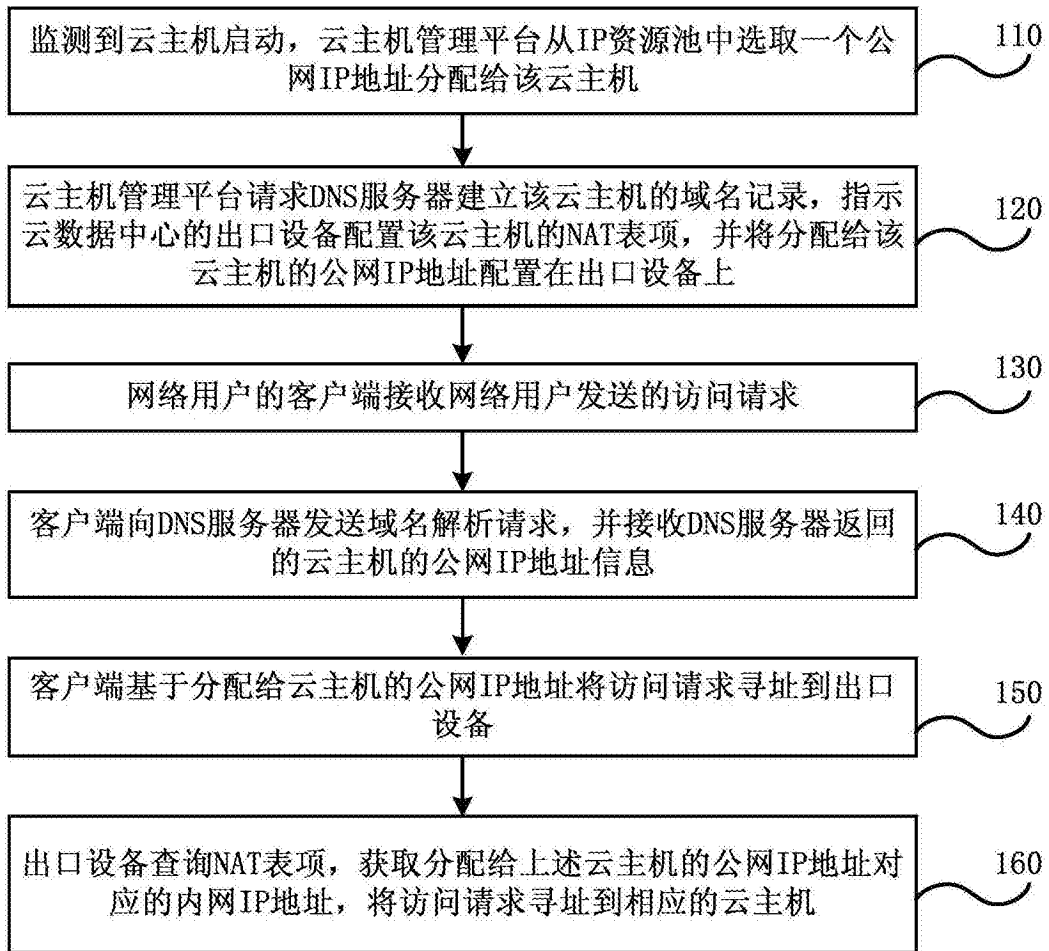 监测到云主机启动，云主机管理平台从IP资源池中选取一个公
网IP地址分配给该云主机
110
云主机管理平台请求DNS服务器建立该云主机的域名记录，指示
云数据中心的出口设备配置该云主机的NAT表项，并将分配给该
云主机的公网IP地址配置在出口设备上
120
网络用户的客户端接收网络用户发送的访问请求
130
客户端向DNS服务器发送域名解析请求，并接收DNS服务器返回
的云主机的公网IP地址信息
140
客户端基于分配给云主机的公网IP地址将访问请求寻址到出口
设备
150
出口设备查询NAT表项，获取分配给上述云主机的公网IP地址对
应的内网IP地址，将访问请求寻址到相应的云主机
160